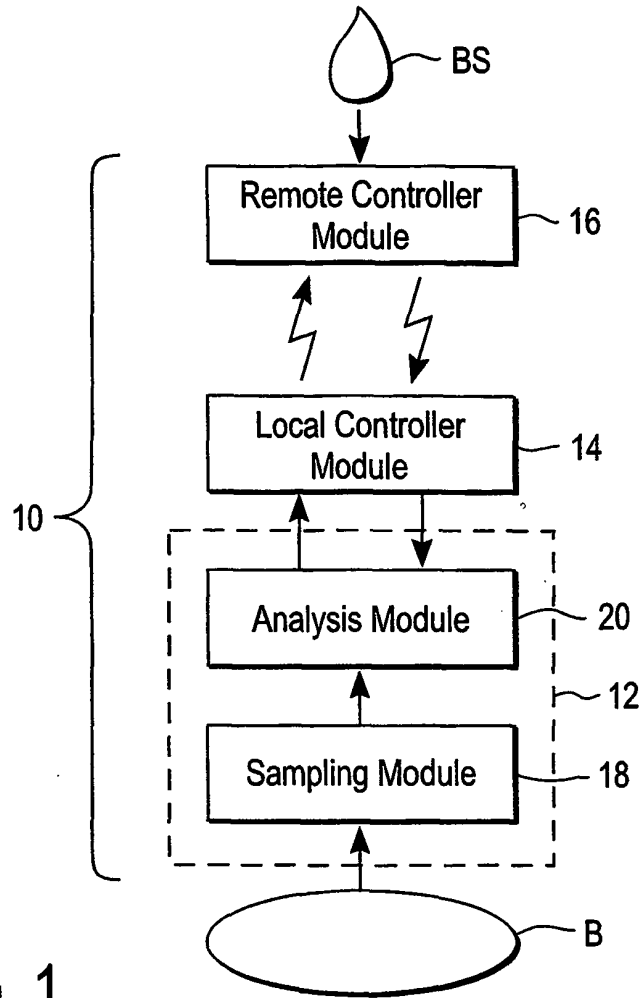 BS
Remote Controller
Module
16
Local Controller
Module
14
10
Analysis Module
20
12
Sampling Module
18
B
1